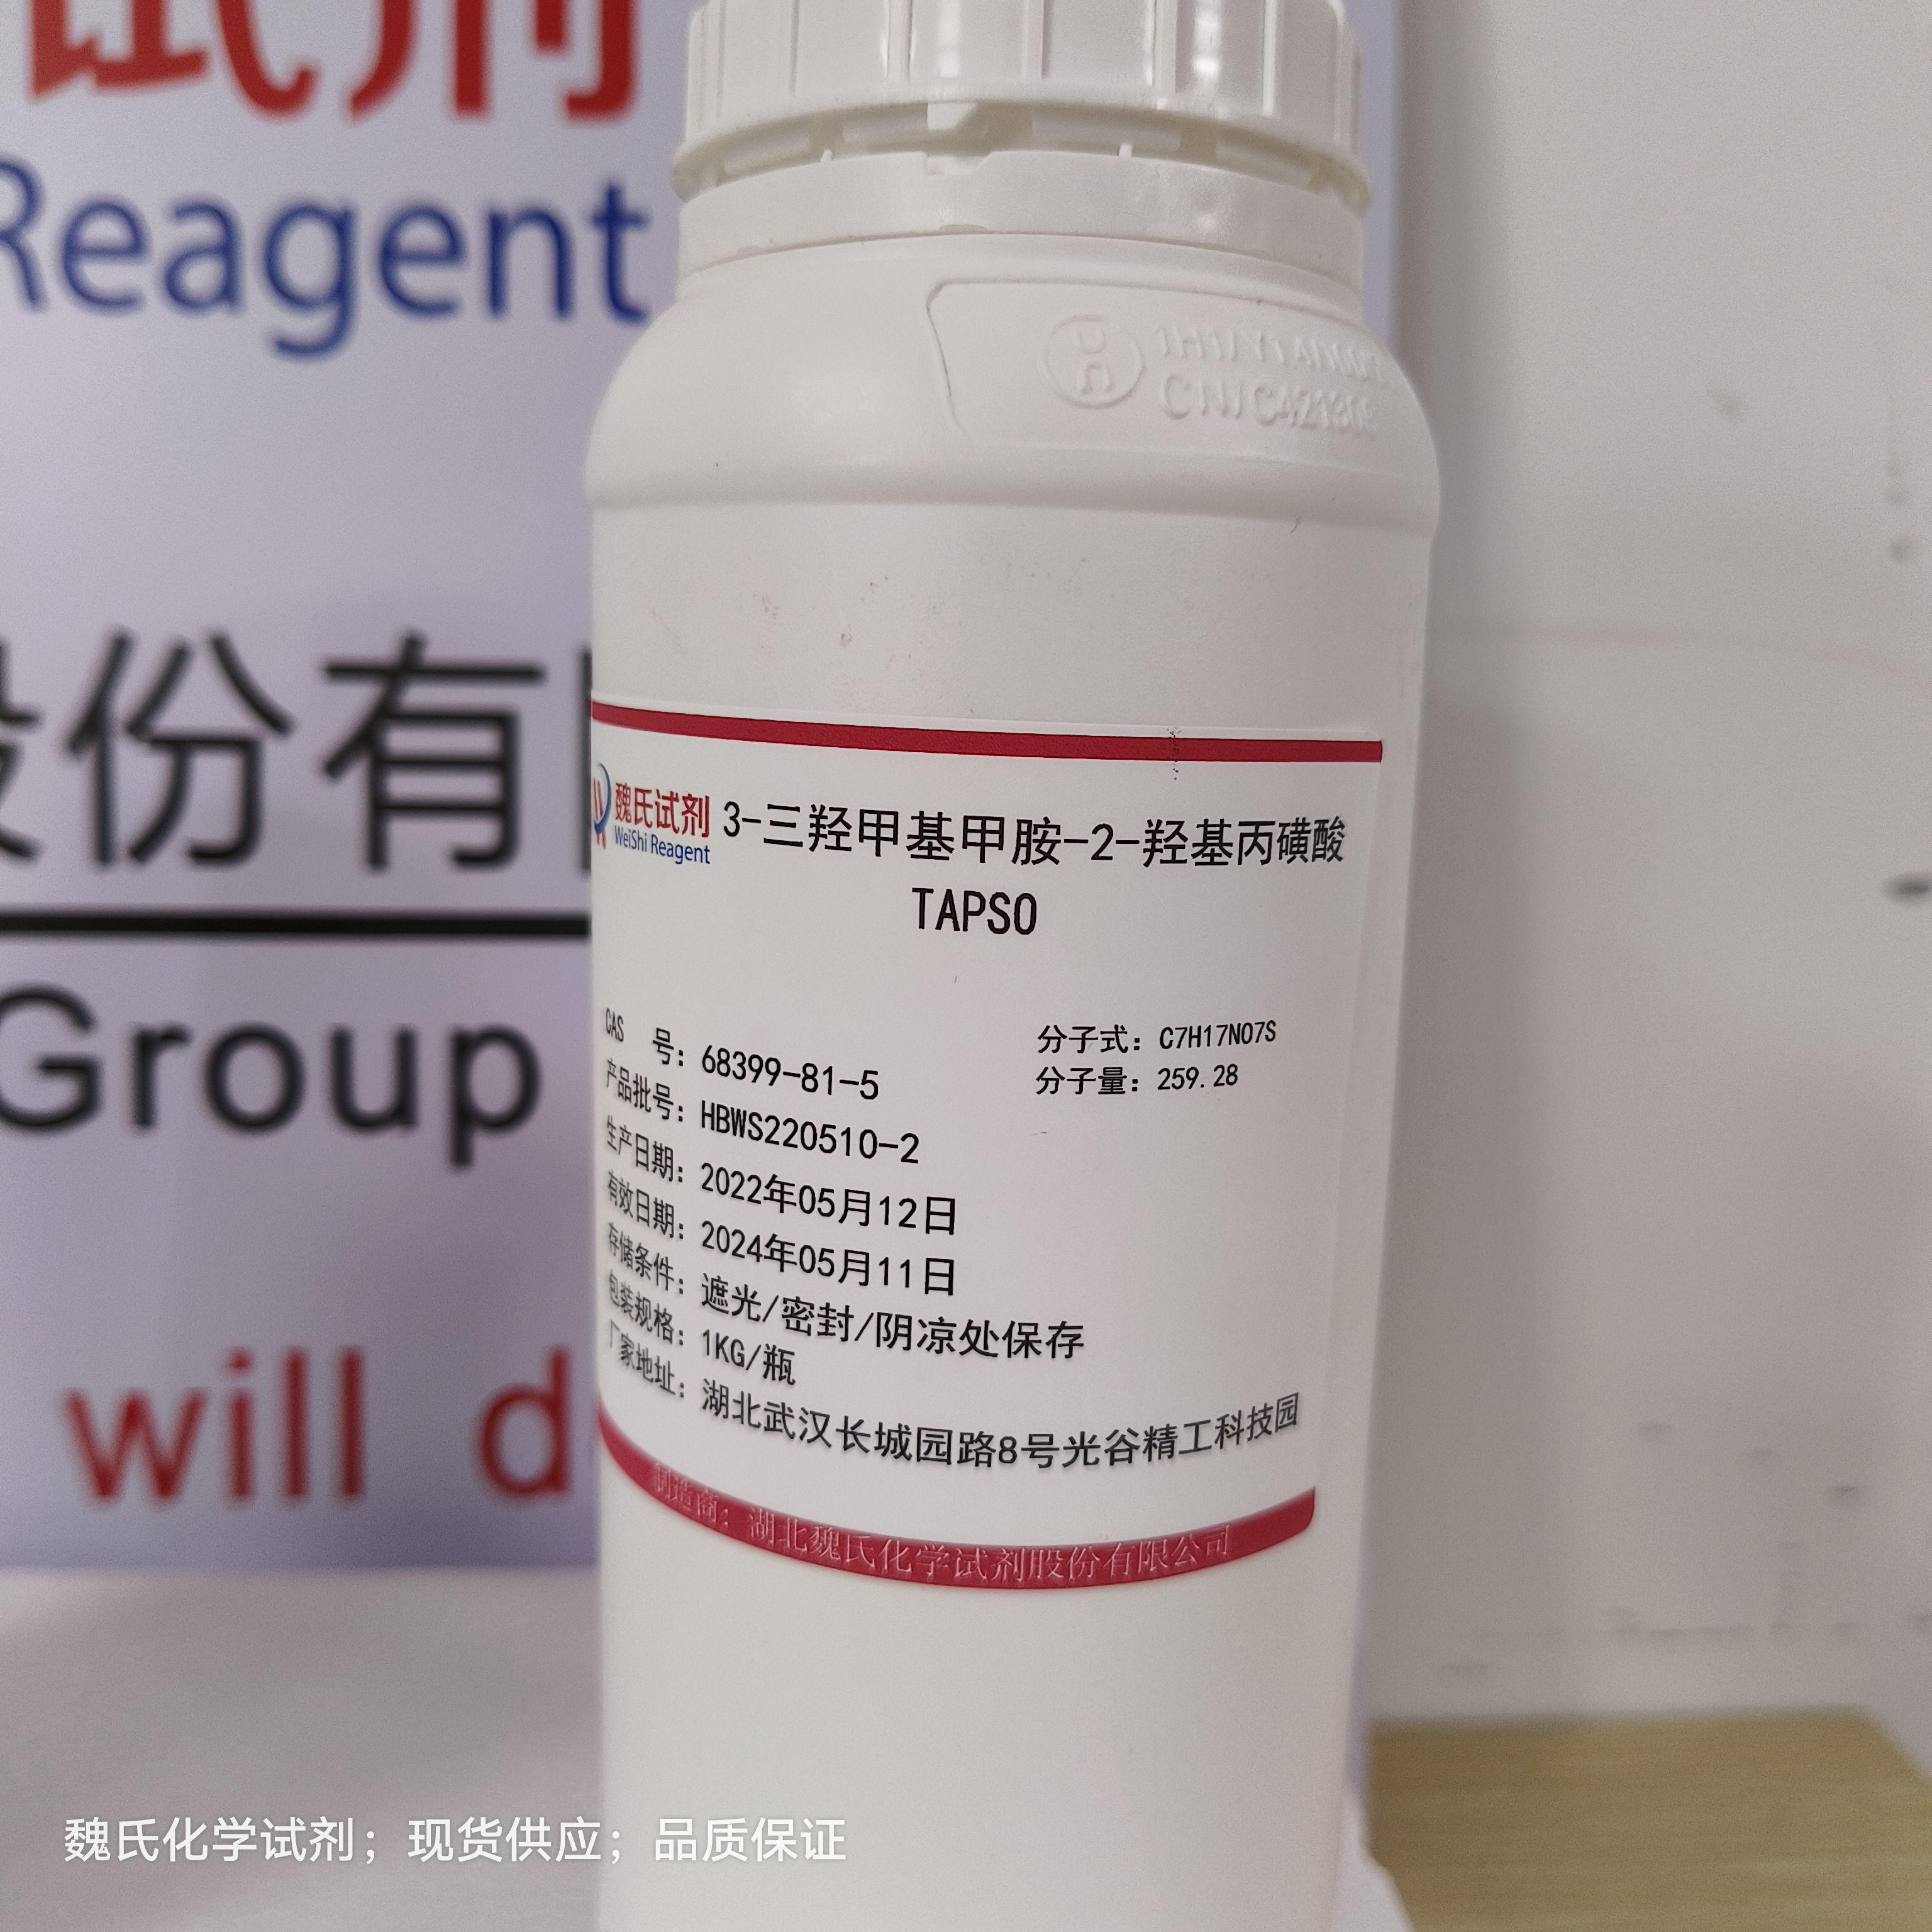 试剂
Reagent
份有
Group
will d
CNJC421308
魏氏试剂
WeiShi Reagent
3-三羟甲基甲胺-2-羟基丙磺酸
TAPSO
CAS 号：68399-81-5
分子式：C7H17NO7S
产品批号：HBWS220510-2
分子量：259.28
生产日期：2022年05月12日
有效日期：2024年05月11日
存储条件：遮光/密封/阴凉处保存
包装规格：1KG/瓶
厂家地址：湖北武汉长城园路8号光谷精工科技园
制造商：湖北魏氏化学试剂股份有限公司
魏氏化学试剂；现货供应；品质保证